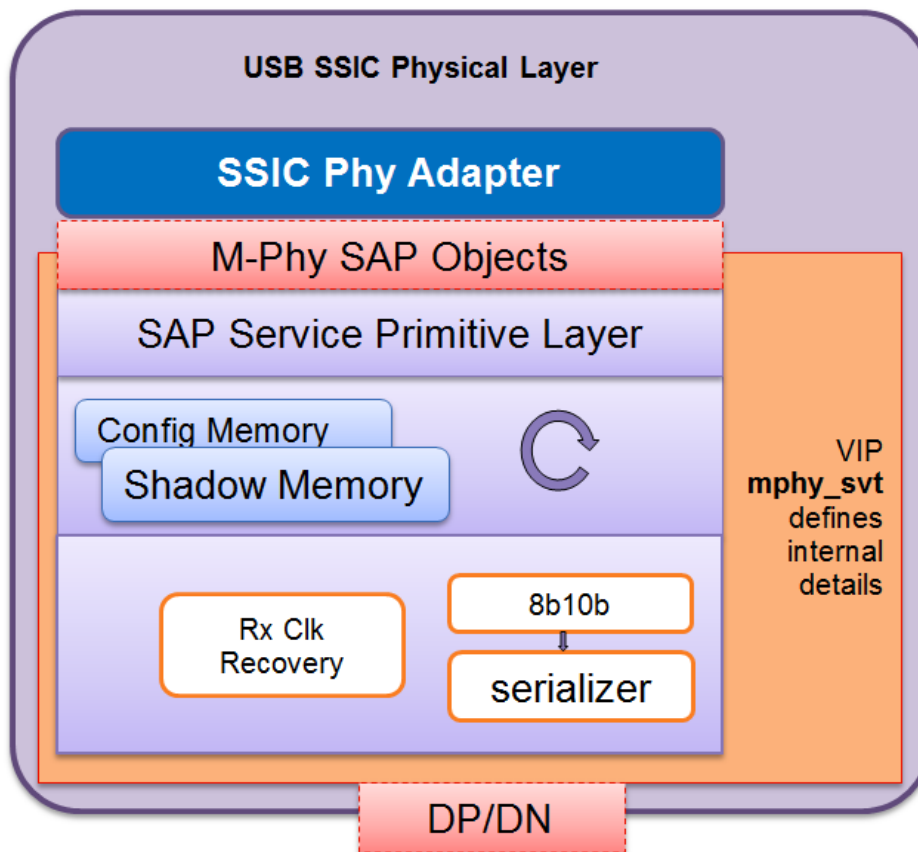 USB SSIC Physical Layer
SSIC Phy Adapter
M-Phy SAP Objects
SAP Service Primitive Layer
Config Memory
Shadow Memory
VIP
mphy_svt
defines
internal
details
Rx Clk
Recovery
8b10b
serializer
DP/DN